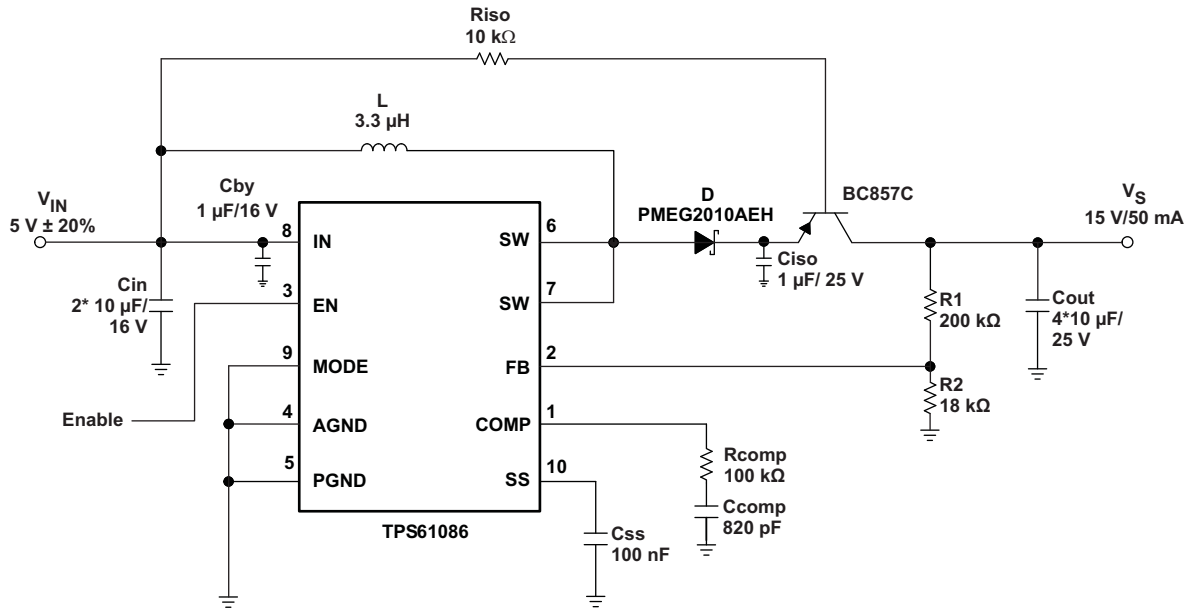 Riso
10 kΩ
L
3.3 µH
Cby
1 µF/16 V
VIN
5 V ± 20%
D
PMEG2010AEH
BC857C
VS
15 V/50 mA
8
IN
SW
6
Ciso
1 µF/ 25 V
Cin
2* 10 µF/
16 V
3
EN
SW
7
R1
200 kΩ
Cout
4*10 µF/
25 V
9
MODE
FB
2
R2
18 kΩ
Enable
4
AGND
COMP
1
Rcomp
100 kΩ
5
PGND
SS
10
Ccomp
820 pF
TPS61086
Css
100 nF